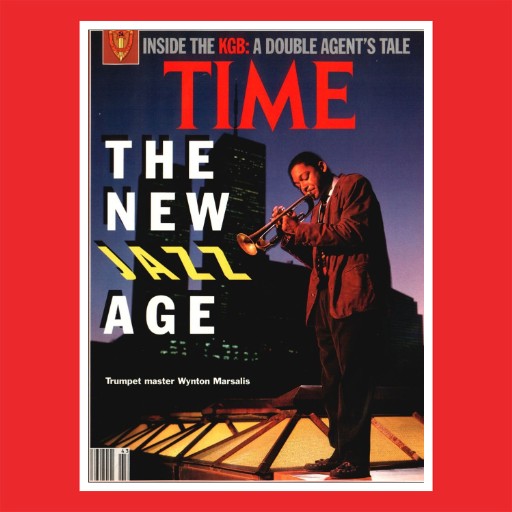 INSIDE THE KGB: A DOUBLE AGENT'S TALE
TIME
THE
NEW
JAZZ
AGE
Trumpet master Wynton Marsalis